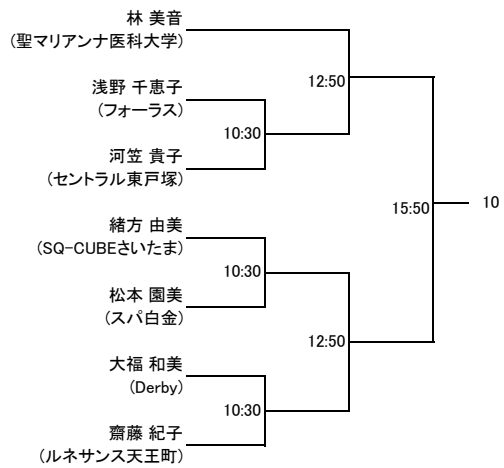 林 美音
(聖マリアンナ医科大学)
12:50
浅野 千恵子
(フォーラス)
10:30
河笠 貴子
(セントラル東戸塚)
15:50
10
緒方 由美
(SQ-CUBEさいたま)
10:30
松本 園美
(スパ白金)
12:50
大福 和美
(Derby)
10:30
齋藤 紀子
(ルネサンス天王町)